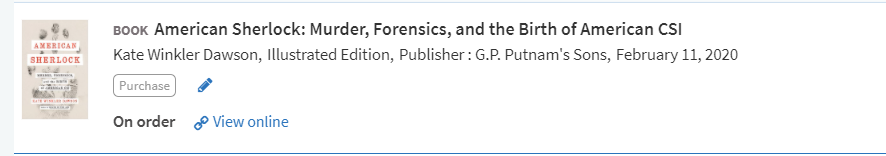 BOOK American Sherlock: Murder, Forensics, and the Birth of American CSI
AMERICAN
SHERLOCK
Kate Winkler Dawson, Illustrated Edition, Publisher : G.P. Putnam's Sons, February 11, 2020
Purchase
On order View online